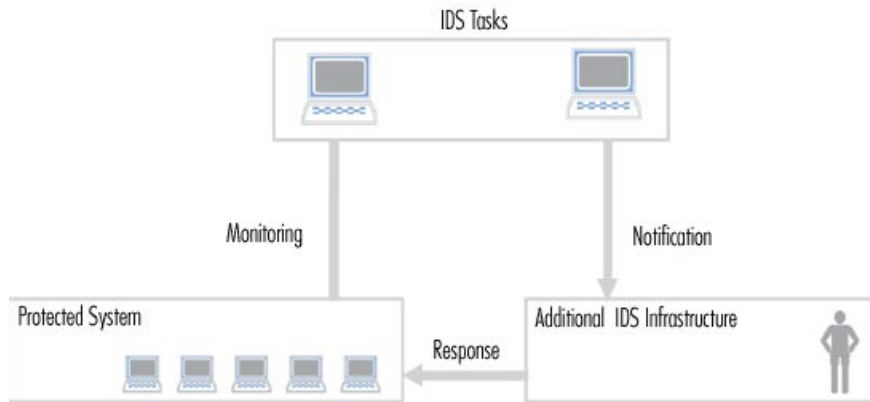 IDS Tasks
Monitoring
Notification
Protected System
Additional IDS Infrastructure
Response